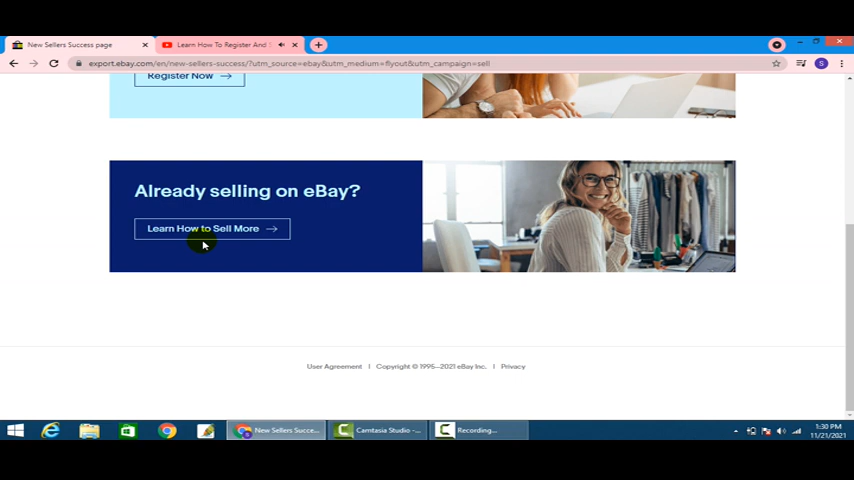 New Sellers Success page
Learn How To Register And S
export.ebay.com/en/new-sellers-success/?utm_source=ebay&utm_medium=flyout&utm_campaign=sell
S
Register Now
Already selling on eBay?
Learn How to Sell More
User Agreement | Copyright © 1995—2021 eBay Inc. | Privacy
New Sellers Succe...
Camtasia Studio -...
Recording...
1:30 PM
11/21/2021